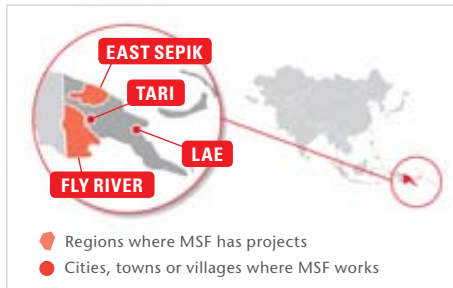 EAST SEPIK
TARI
LAE
FLY RIVER
Regions where MSF has projects
Cities, towns or villages where MSF works